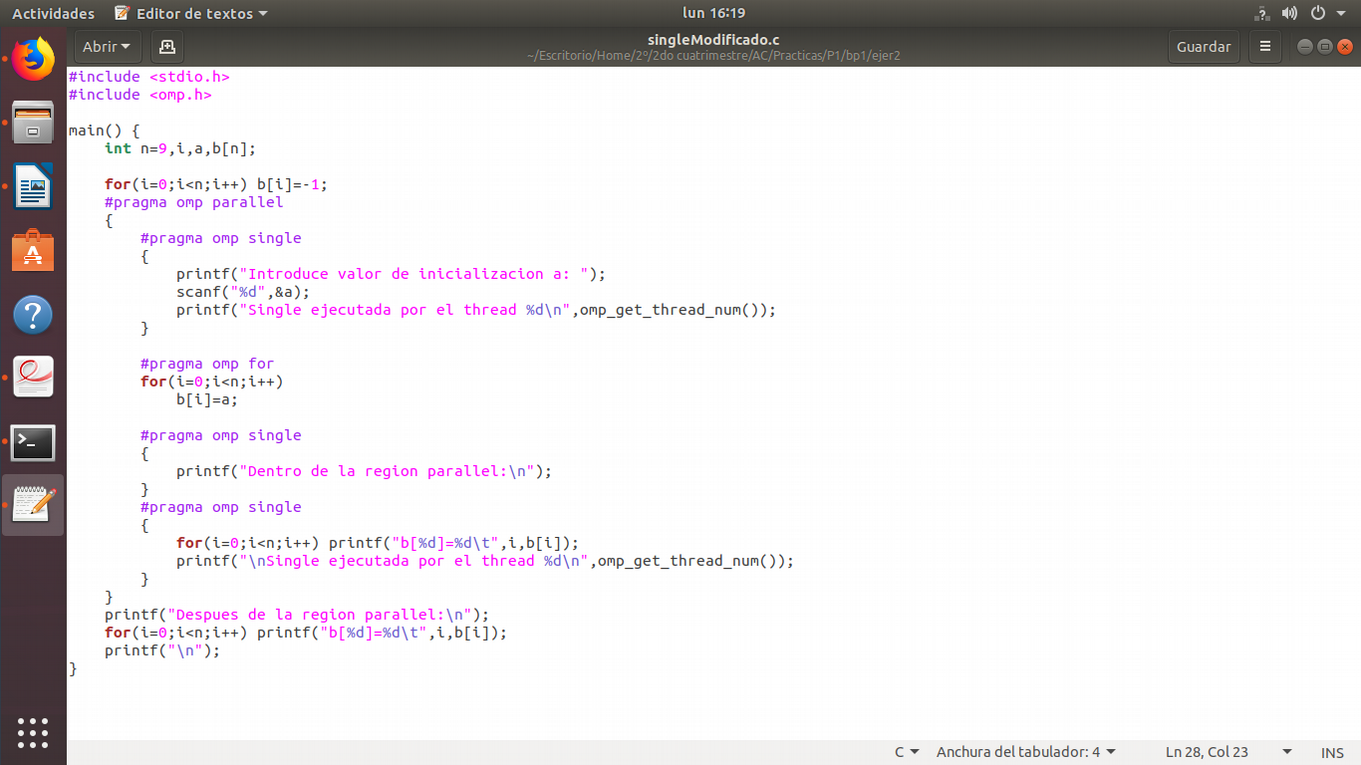 Actividades Editor de textos lun 16:19
Abrir singleModificado.c Guardar
~/Escritorio/Home/2º/2do cuatrimestre/AC/Practicas/P1/bp1/ejer2
#include <stdio.h>
#include <omp.h>

main() {
    int n=9,i,a,b[n];

    for(i=0;i<n;i++) b[i]=-1;
    #pragma omp parallel
    {
        #pragma omp single
        {
            printf("Introduce valor de inicializacion a: ");
            scanf("%d",&a);
            printf("Single ejecutada por el thread %d\n",omp_get_thread_num());
        }

        #pragma omp for
        for(i=0;i<n;i++)
            b[i]=a;

        #pragma omp single
        {
            printf("Dentro de la region parallel:\n");
        }
        #pragma omp single
        {
            for(i=0;i<n;i++) printf("b[%d]=%d\t",i,b[i]);
            printf("\nSingle ejecutada por el thread %d\n",omp_get_thread_num());
        }
    }
    printf("Despues de la region parallel:\n");
    for(i=0;i<n;i++) printf("b[%d]=%d\t",i,b[i]);
    printf("\n");
}
C Anchura del tabulador: 4 Ln 28, Col 23 INS